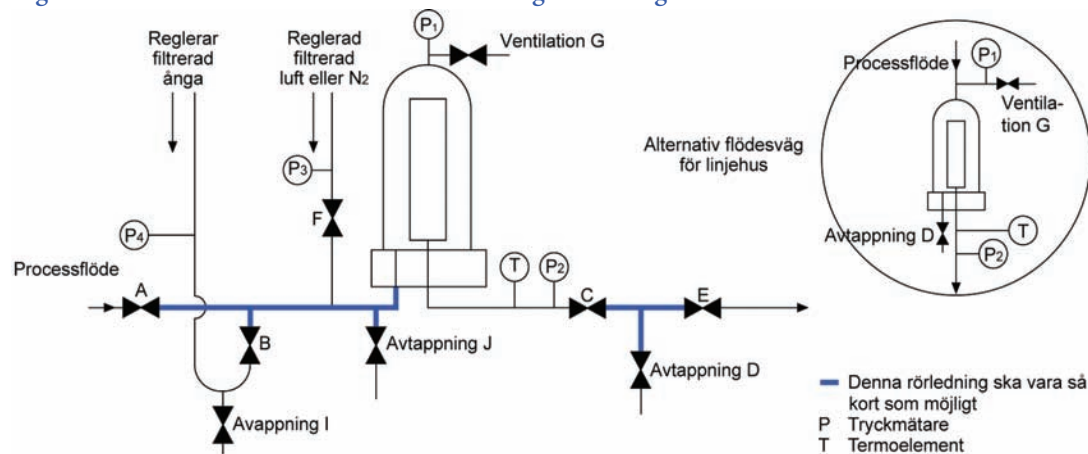 Reglerar
filtrerad
ånga
Reglerad
filtrerad
luft eller N2
P1
Ventilation G
P3
F
P4
Processflöde
A
B
T
P2
C
E
Avtappning J
Avtappning D
Avappning I
Alternativ flödesväg
för linjehus
Processflöde
P1
Ventila-
tion G
Avtappning D
T
P2
Denna rörledning ska vara så
kort som möjligt
P Tryckmätare
T Termoelement